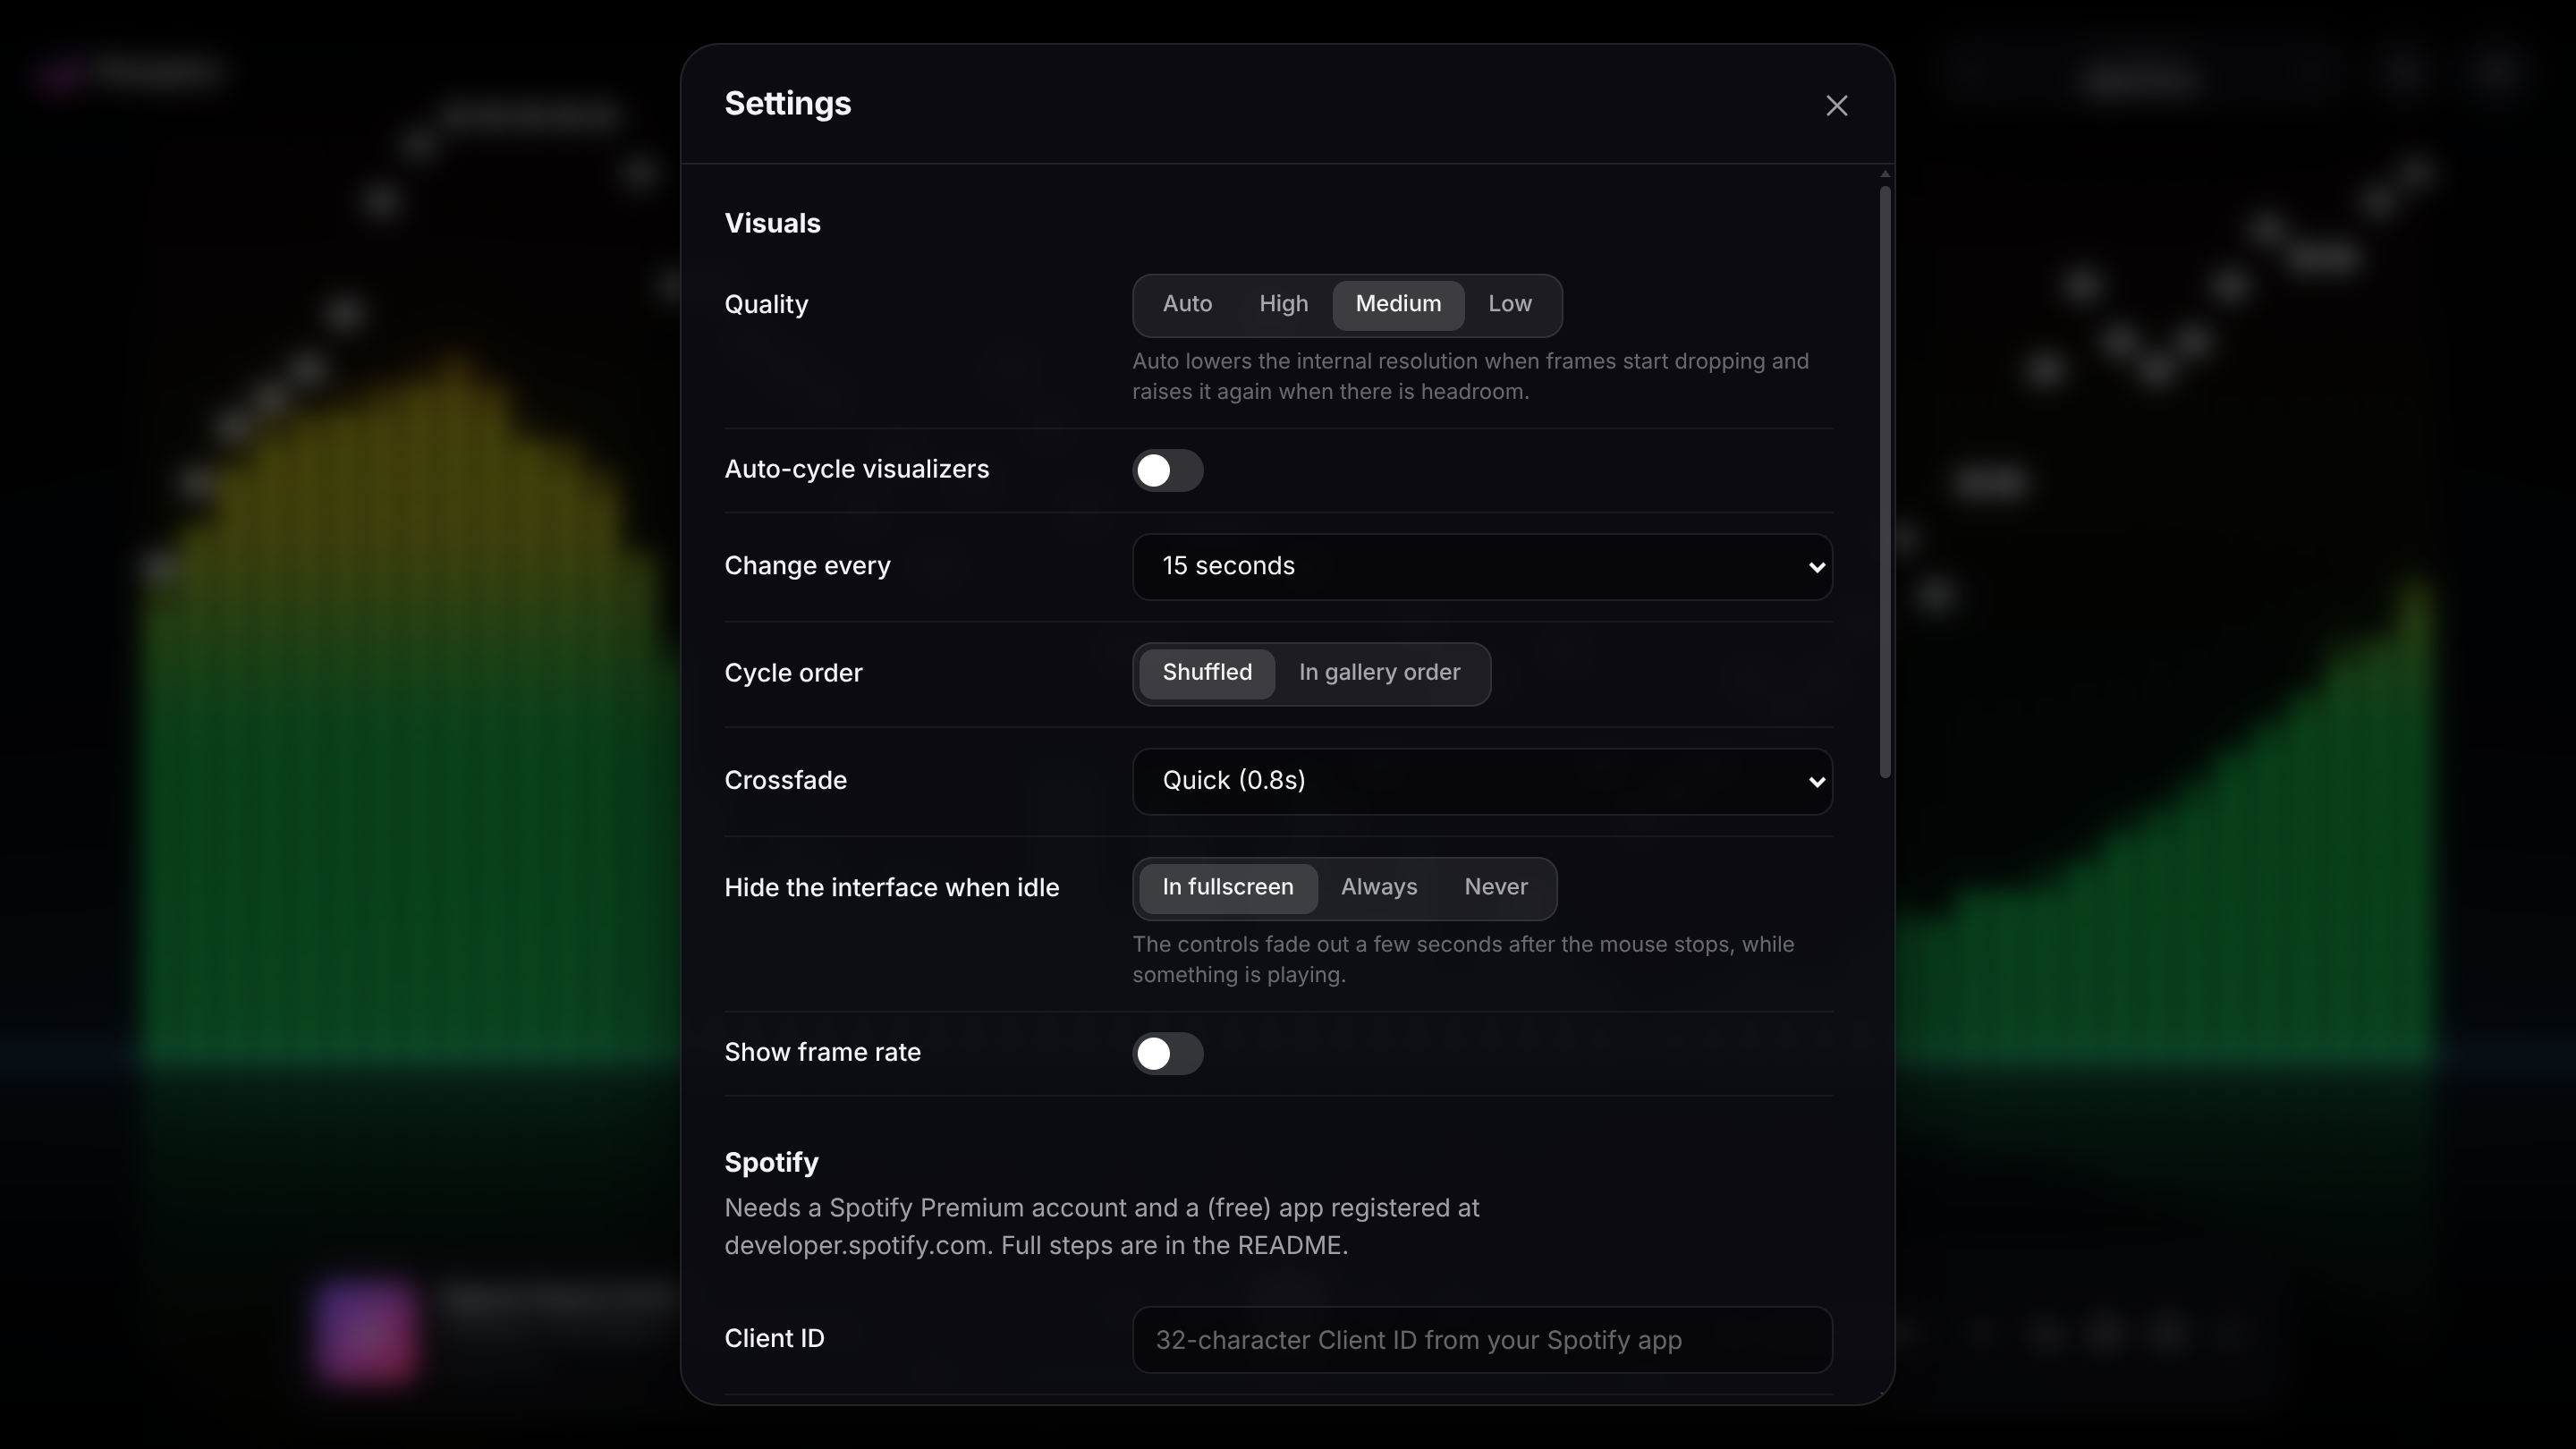 Settings
Visuals
Quality
Auto High Medium Low
Auto lowers the internal resolution when frames start dropping and
raises it again when there is headroom.
Auto-cycle visualizers
Change every
15 seconds
Cycle order
Shuffled In gallery order
Crossfade
Quick (0.8s)
Hide the interface when idle
In fullscreen Always Never
The controls fade out a few seconds after the mouse stops, while
something is playing.
Show frame rate
Spotify
Needs a Spotify Premium account and a (free) app registered at
developer.spotify.com. Full steps are in the README.
Client ID
32-character Client ID from your Spotify app